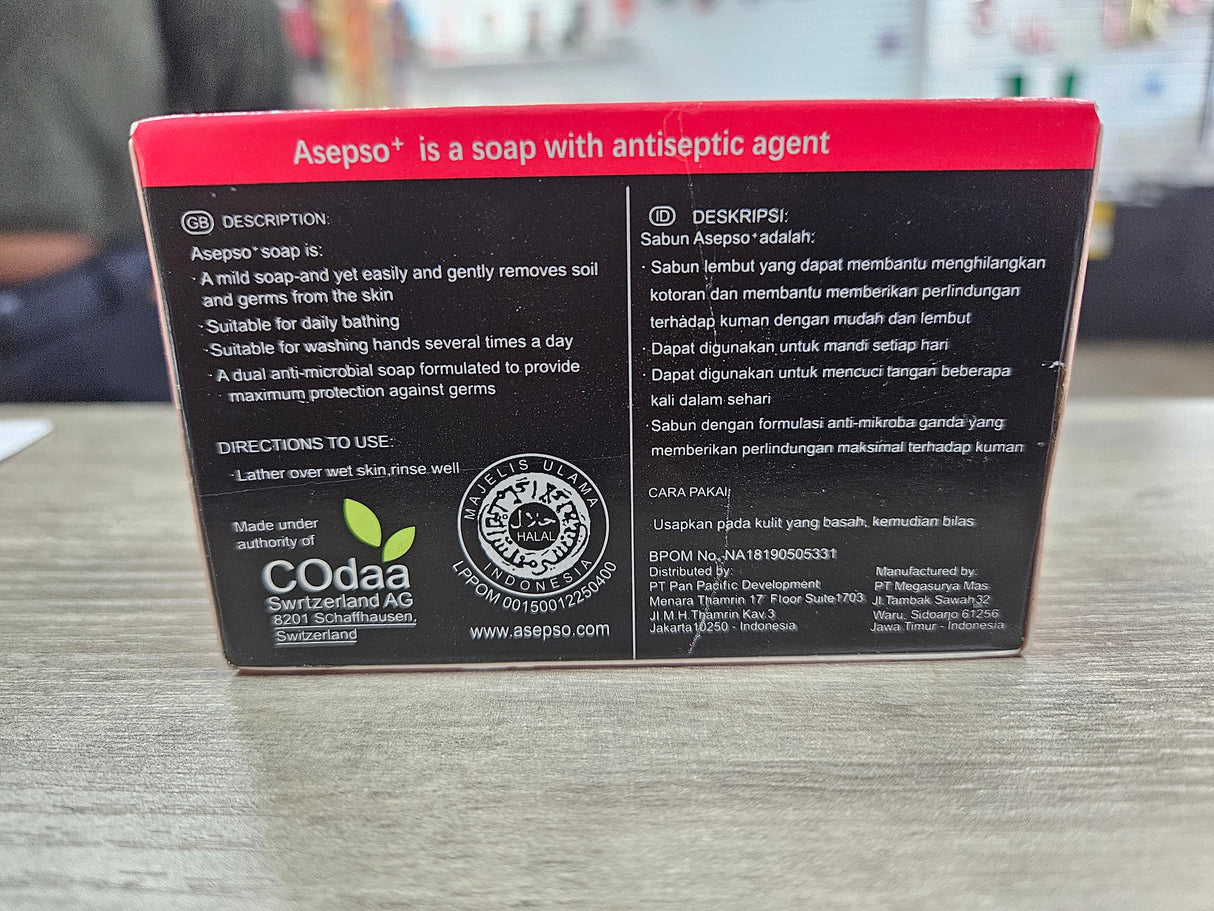 Asepso+ is a soap with antiseptic agent
GB DESCRIPTION:
Asepso+ soap is:
· A mild soap-and yet easily and gently removes soil
and germs from the skin
·Suitable for daily bathing
·Suitable for washing hands several times a day
· A dual anti-microbial soap formulated to provide
maximum protection against germs
DIRECTIONS TO USE:
·Lather over wet skin,rinse well
Made under
authority of
COdaa
Swrtzerland AG
8201 Schaffhausen,
Switzerland
MAJELIS ULAMA
حلال
HALAL
INDONESIA
LPPOM 00150012250400
www.asepso.com
ID DESKRIPSI:
Sabun Asepso+adalah:
· Sabun lembut yang dapat membantu menghilangkan
kotoran dan membantu memberikan perlindungan
terhadap kuman dengan mudah dan lembut
· Dapat digunakan untuk mandi setiap hari
· Dapat digunakan untuk mencuci tangan beberapa
kali dalam sehari
·Sabun dengan formulasi anti-mikroba ganda yang
memberikan perlindungan maksimal terhadap kuman
CARA PAKAI:
·Usapkan pada kulit yang basah, kemudian bilas
BPOM No. NA18190505331
Distributed by:
PT Pan Pacific Development
Menara Thamrin 17 Floor Suite1703
Jl.M.H.Thamrin Kav.3
Jakarta10250 - Indonesia
Manufactured by:
PT Megasurya Mas
Jl.Tambak Sawah 32
Waru, Sidoarjo 61256
Jawa Timur - Indonesia